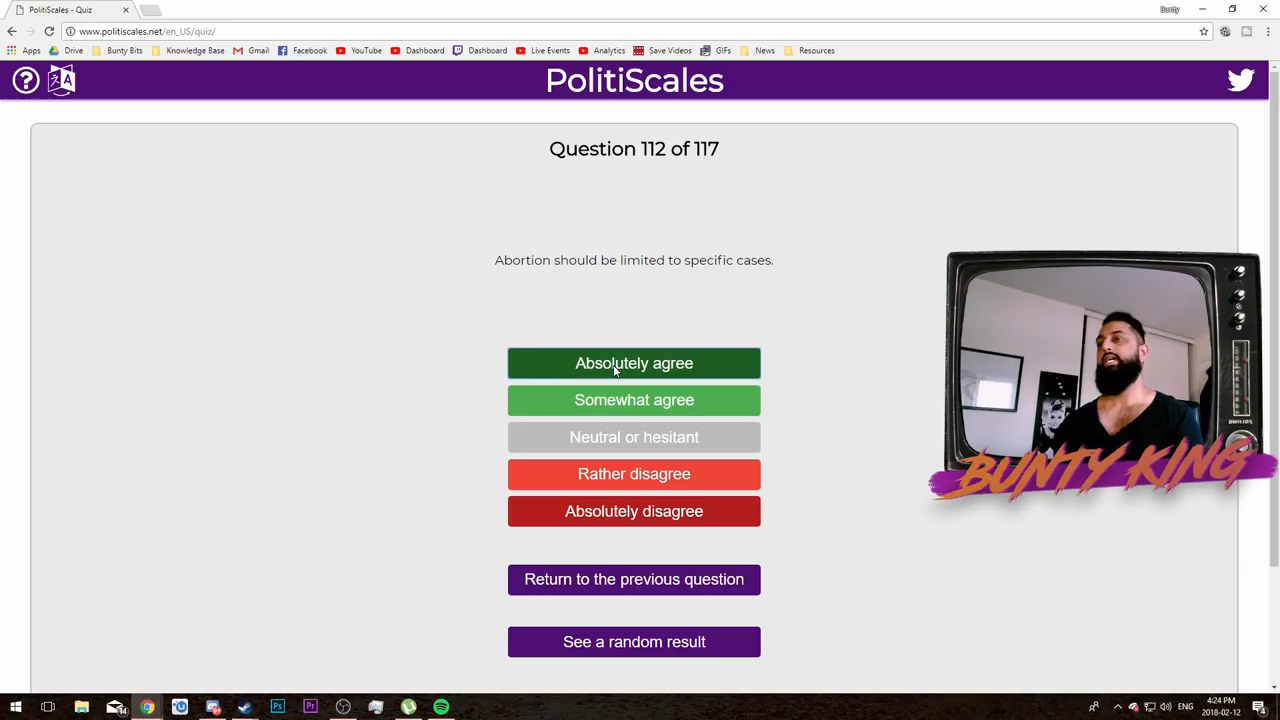 PolitiScales - Quiz
Bunty
www.politiscales.net/en_US/quiz/
Apps Drive Bunty Bits Knowledge Base Gmail Facebook YouTube Dashboard Dashboard Live Events Analytics Save Videos GIFs News Resources
PolitiScales
Question 112 of 117
Abortion should be limited to specific cases.
Absolutely agree
Somewhat agree
Neutral or hesitant
Rather disagree
Absolutely disagree
Return to the previous question
See a random result
PHILIPS
BUNTY KING
ENG
4:24 PM
2018-02-12